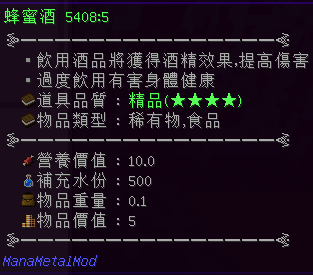 蜂蜜酒 5408:5
▪飲用酒品將獲得酒精效果,提高傷害
▪過度飲用有害身體健康
道具品質 : 精品(★★★★)
物品類型 : 稀有物,食品
營養價值 : 10.0
補充水份 : 500
物品重量 : 0.1
物品價值 : 5
ManaMetalMod